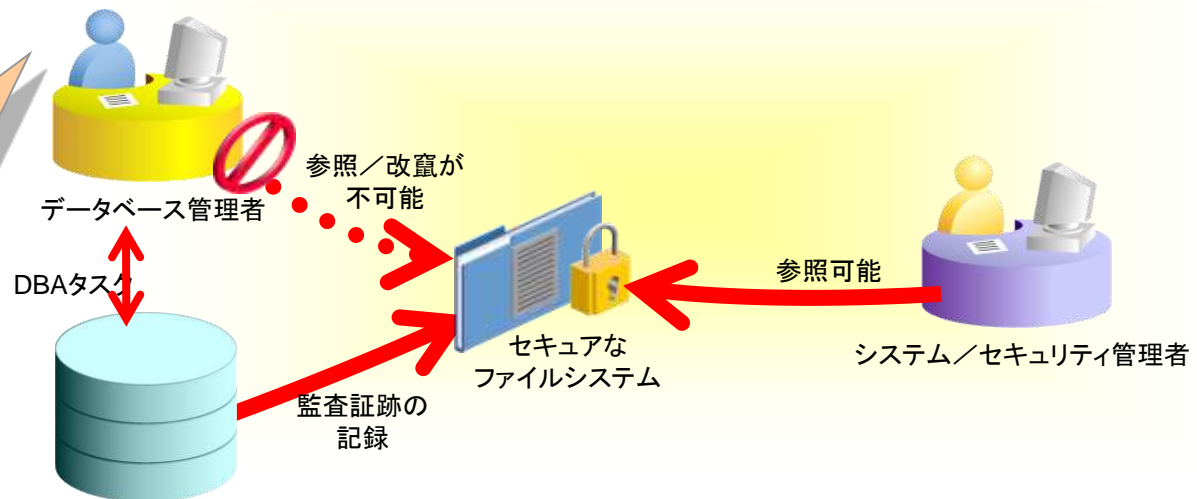 参照／改竄が
不可能
データベース管理者
DBAタスク
参照可能
セキュアな
ファイルシステム
システム／セキュリティ管理者
監査証跡の
記録